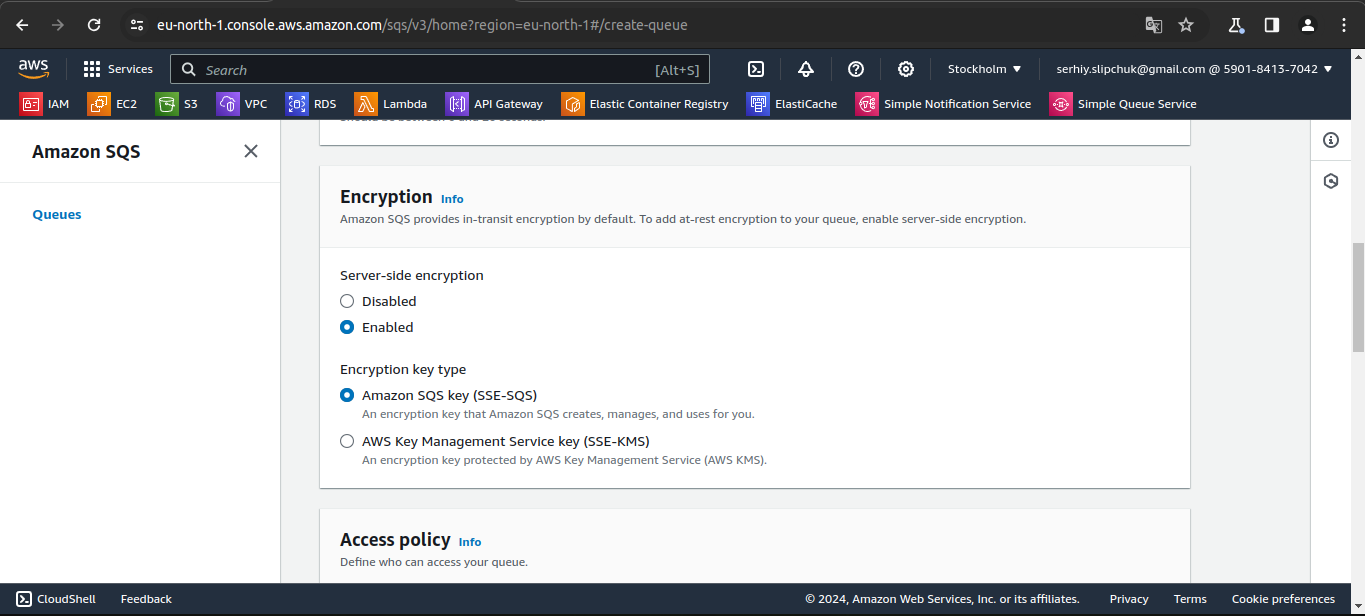 eu-north-1.console.aws.amazon.com/sqs/v3/home?region=eu-north-1#/create-queue
aws
Services
Search
[Alt+S]
Stockholm
serhiy.slipchuk@gmail.com @ 5901-8413-7042
IAM
EC2
S3
VPC
RDS
Lambda
API Gateway
Elastic Container Registry
ElastiCache
Simple Notification Service
Simple Queue Service
Amazon SQS
Queues
Encryption Info
Amazon SQS provides in-transit encryption by default. To add at-rest encryption to your queue, enable server-side encryption.
Server-side encryption
Disabled
Enabled
Encryption key type
Amazon SQS key (SSE-SQS)
An encryption key that Amazon SQS creates, manages, and uses for you.
AWS Key Management Service key (SSE-KMS)
An encryption key protected by AWS Key Management Service (AWS KMS).
Access policy Info
Define who can access your queue.
CloudShell
Feedback
© 2024, Amazon Web Services, Inc. or its affiliates.
Privacy
Terms
Cookie preferences